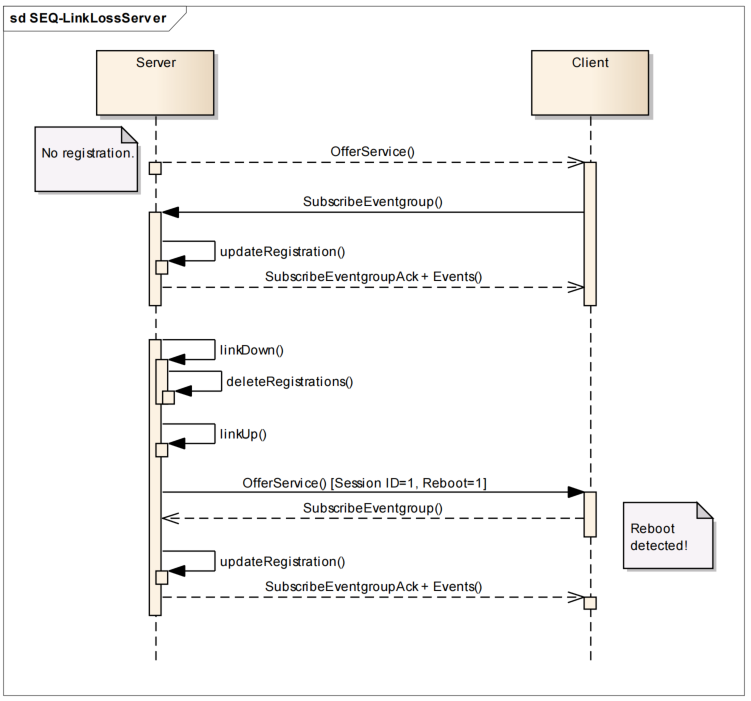 sd SEQ-LinkLossServer
Server
Client
No registration.
OfferService()
SubscribeEventgroup()
updateRegistration()
SubscribeEventgroupAck + Events()
linkDown()
deleteRegistrations()
linkUp()
OfferService() [Session ID=1, Reboot=1]
SubscribeEventgroup()
Reboot
detected!
updateRegistration()
SubscribeEventgroupAck + Events()